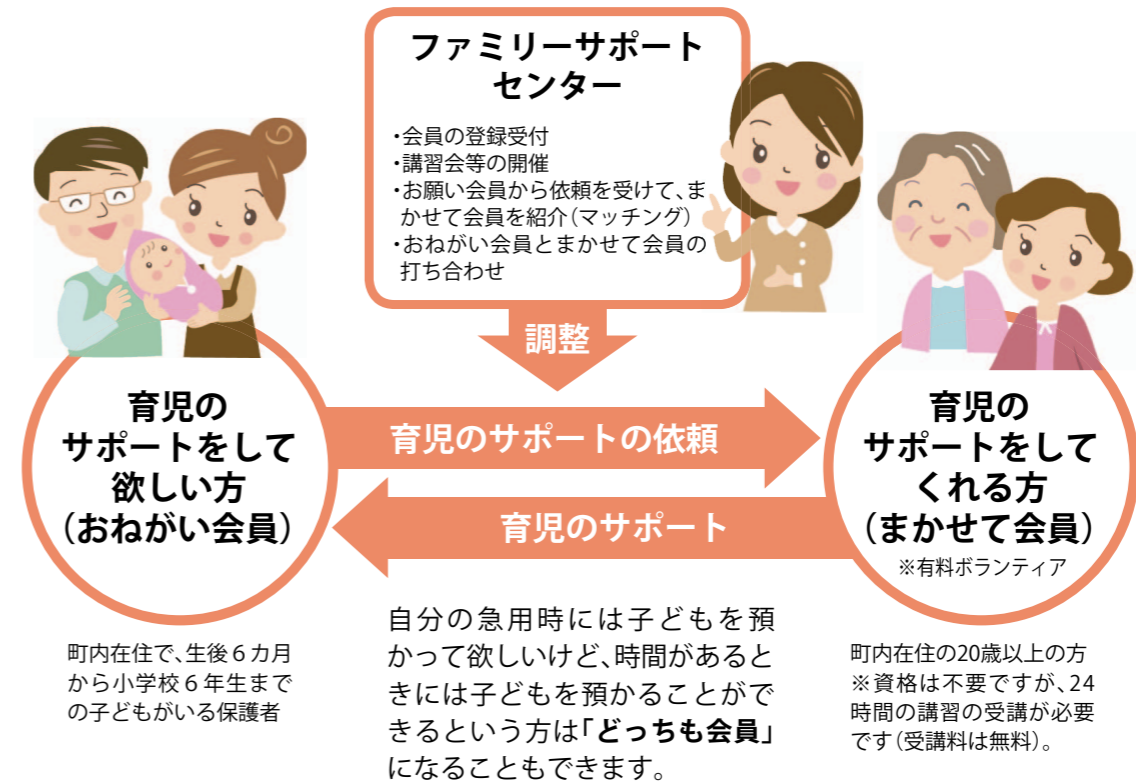 ファミリーサポート
センター
・会員の登録受付
・講習会等の開催
・お願い会員から依頼を受けて、ま
かせて会員を紹介（マッチング）
・おねがい会員とまかせて会員の
打ち合わせ
調整
育児の
サポートをして
欲しい方
（おねがい会員）
育児のサポートの依頼
育児のサポート
育児の
サポートをして
くれる方
（まかせて会員）
※有料ボランティア
町内在住で、生後６カ月
から小学校６年生まで
の子どもがいる保護者
自分の急用時には子どもを預
かって欲しいけど、時間があると
きには子どもを預かることがで
きるという方は「どっちも会員」
になることもできます。
町内在住の20歳以上の方
※資格は不要ですが、24
時間の講習の受講が必要
です（受講料は無料）。